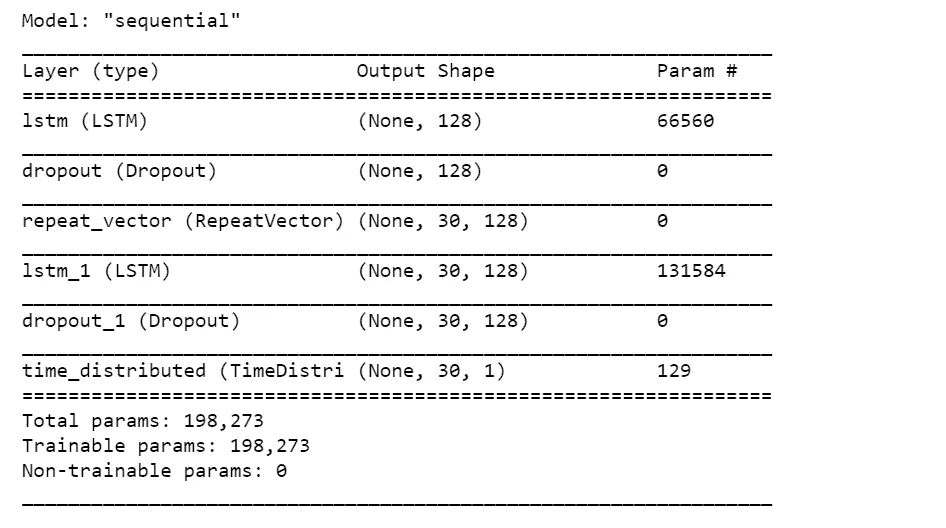 Model: "sequential"
Layer (type) Output Shape Param #
lstm (LSTM) (None, 128) 66560
dropout (Dropout) (None, 128) 0
repeat_vector (RepeatVector) (None, 30, 128) 0
lstm_1 (LSTM) (None, 30, 128) 131584
dropout_1 (Dropout) (None, 30, 128) 0
time_distributed (TimeDistri (None, 30, 1) 129
Total params: 198,273
Trainable params: 198,273
Non-trainable params: 0